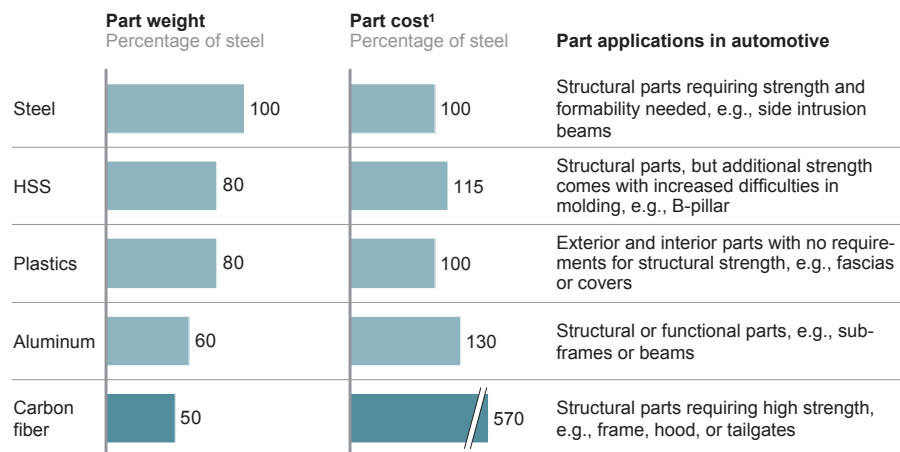 Part weight
Percentage of steel
Part cost¹
Percentage of steel
Part applications in automotive
Steel
100
100
Structural parts requiring strength and
formability needed, e.g., side intrusion
beams
HSS
80
115
Structural parts, but additional strength
comes with increased difficulties in
molding, e.g., B-pillar
Plastics
80
100
Exterior and interior parts with no require-
ments for structural strength, e.g., fascias
or covers
Aluminum
60
130
Structural or functional parts, e.g., sub-
frames or beams
Carbon
fiber
50
570
Structural parts requiring high strength,
e.g., frame, hood, or tailgates